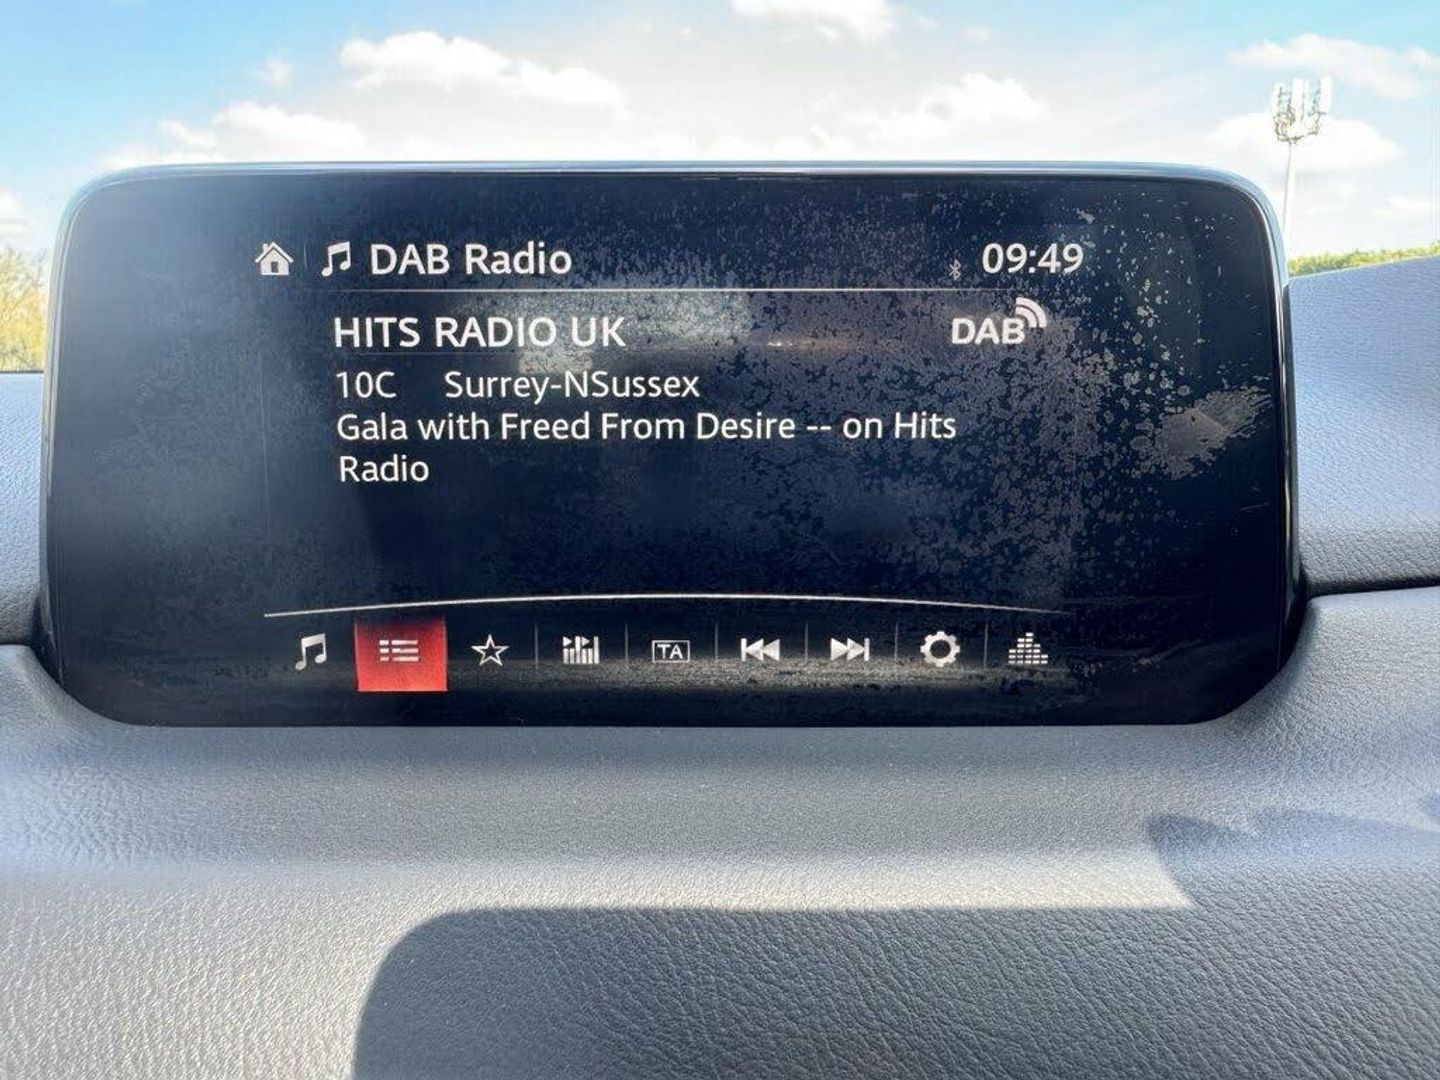 DAB Radio 09:49
HITS RADIO UK DAB
10C Surrey-NSussex
Gala with Freed From Desire -- on Hits
Radio
TA